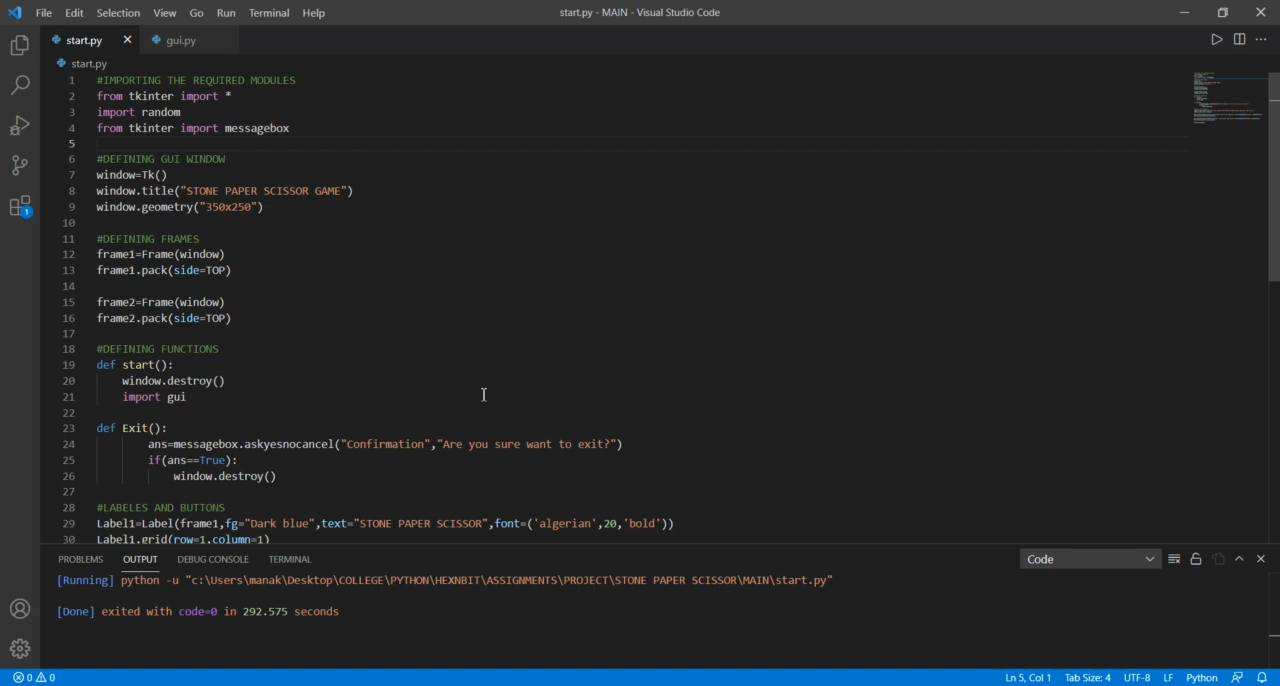 File Edit Selection View Go Run Terminal Help start.py - MAIN - Visual Studio Code
start.py gui.py
start.py
1 #IMPORTING THE REQUIRED MODULES
2 from tkinter import *
3 import random
4 from tkinter import messagebox
5
6 #DEFINING GUI WINDOW
7 window=Tk()
8 window.title("STONE PAPER SCISSOR GAME")
9 window.geometry("350x250")
10
11 #DEFINING FRAMES
12 frame1=Frame(window)
13 frame1.pack(side=TOP)
14
15 frame2=Frame(window)
16 frame2.pack(side=TOP)
17
18 #DEFINING FUNCTIONS
19 def start():
20 window.destroy()
21 import gui
22
23 def Exit():
24 ans=messagebox.askyesnocancel("Confirmation","Are you sure want to exit?")
25 if(ans==True):
26 window.destroy()
27
28 #LABELES AND BUTTONS
29 Label1=Label(frame1,fg="Dark blue",text="STONE PAPER SCISSOR",font=('algerian',20,'bold'))
30 Label1.grid(row=1,column=1)
PROBLEMS OUTPUT DEBUG CONSOLE TERMINAL Code
[Running] python -u "c:\Users\manak\Desktop\COLLEGE\PYTHON\HEXNBIT\ASSIGNMENTS\PROJECT\STONE PAPER SCISSOR\MAIN\start.py"
[Done] exited with code=0 in 292.575 seconds
0 0 Ln 5, Col 1 Tab Size: 4 UTF-8 LF Python